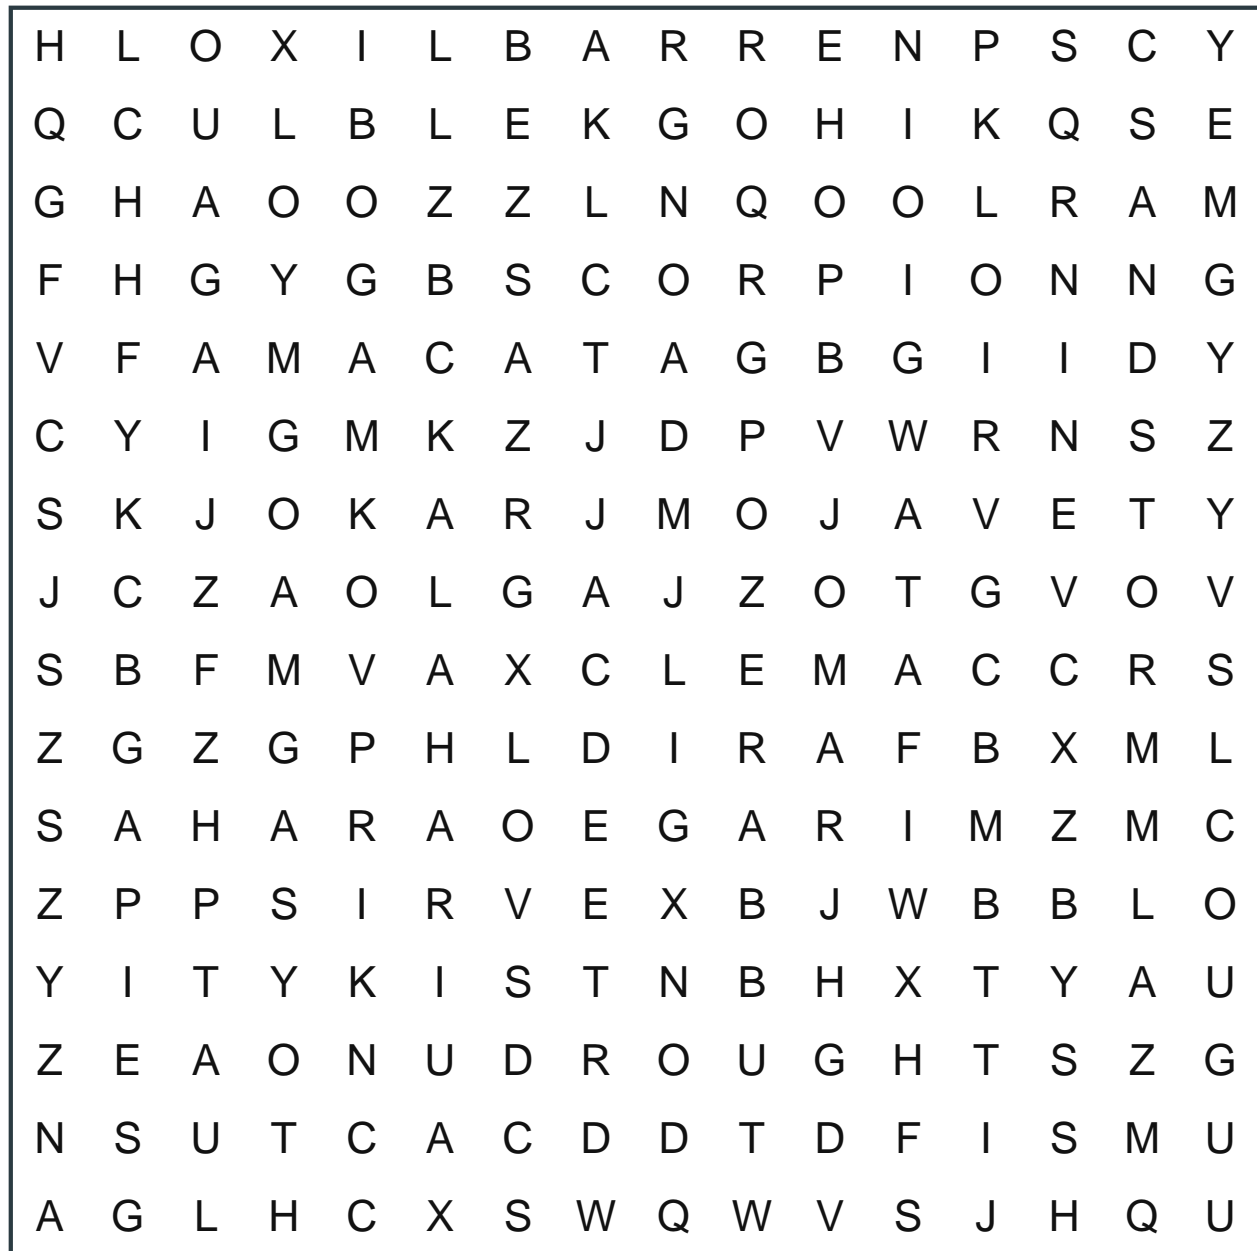 H L O X I L B A R R E N P S C Y
Q C U L B L E K G O H I K Q S E
G H A O O Z Z L N Q O O L R A M
F H G Y G B S C O R P I O N N G
V F A M A C A T A G B G I I D Y
C Y I G M K Z J D P V W R N S Z
S K J O K A R J M O J A V E T Y
J C Z A O L G A J Z O T G V O V
S B F M V A X C L E M A C C R S
Z G Z G P H L D I R A F B X M L
S A H A R A O E G A R I M Z M C
Z P P S I R V E X B J W B B L O
Y I T Y K I S T N B H X T Y A U
Z E A O N U D R O U G H T S Z G
N S U T C A C D D T D F I S M U
A G L H C X S W Q W V S J H Q U